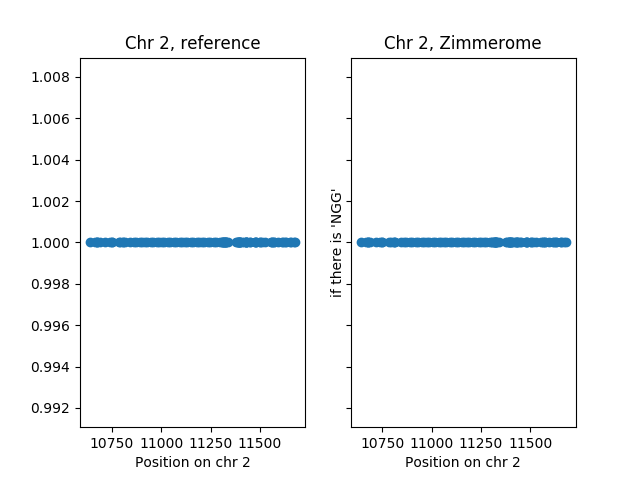 Chr 2, reference
Chr 2, Zimmerome
1.008
1.006
1.004
1.002
1.000
0.998
0.996
0.994
0.992
if there is 'NGG'
10750 11000 11250 11500
10750 11000 11250 11500
Position on chr 2
Position on chr 2